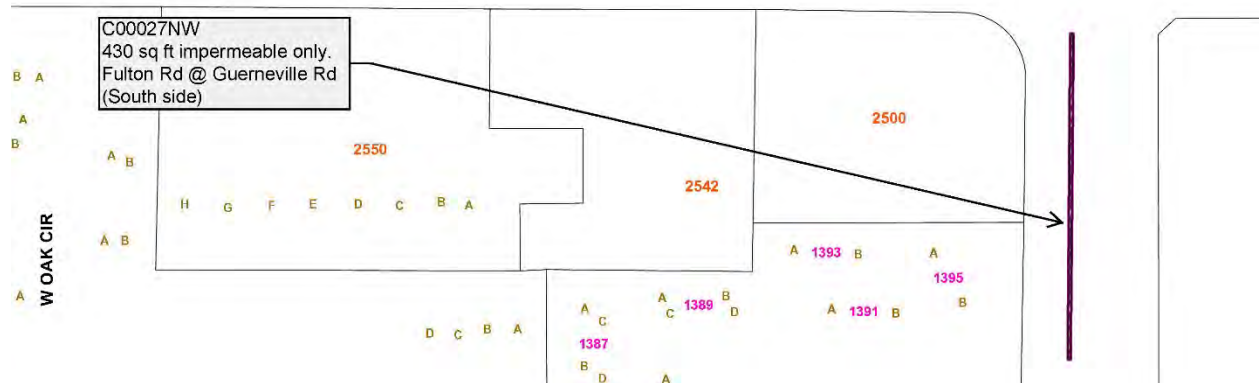 C00027NW
430 sq ft impermeable only.
Fulton Rd @ Guerneville Rd
(South side)
B A
A
B
A B
2550
2500
2542
H G F E D C B A
W OAK CIR
A B
A
A 1393 B
A
1395
A 1389 B
C D
A 1391 B
B
A
C
1387
B
D
A
D C B A